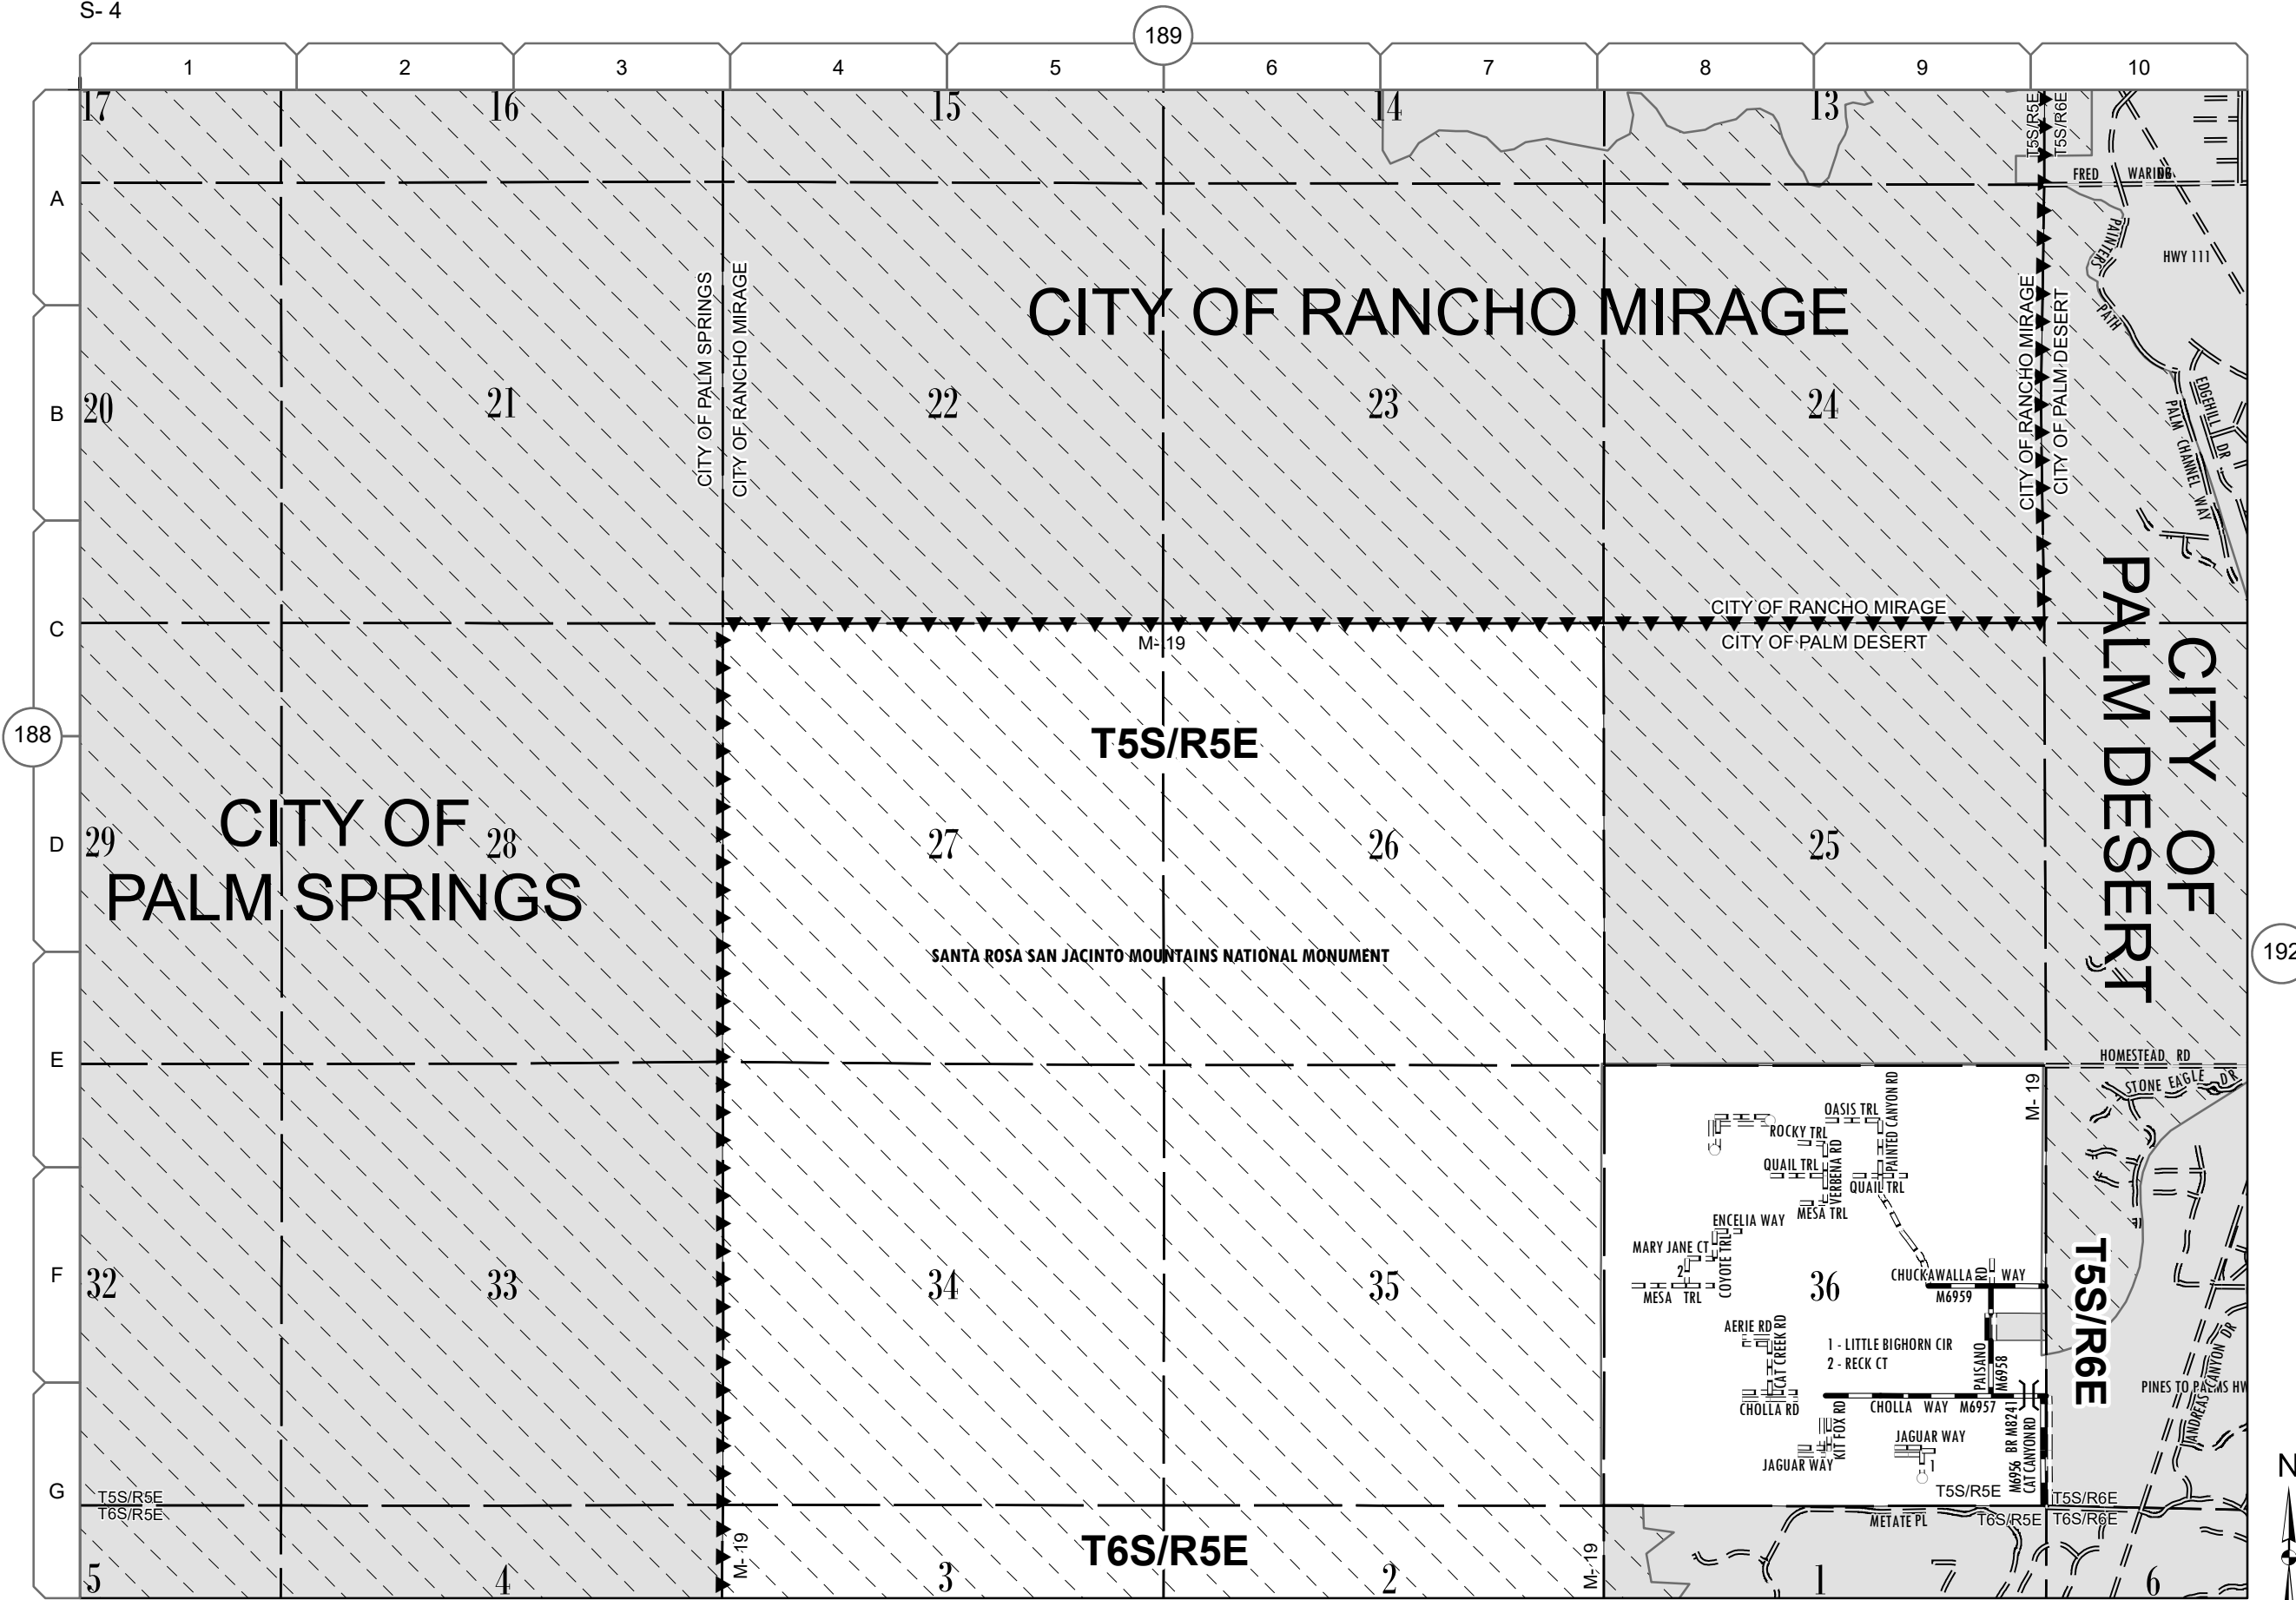 S- 4
189
1 2 3 4 5 6 7 8 9 10
17 16 15 14 13
T5S/R5E
T5S/R6E
A
FRED WARING DR
PAINTERS PATH
HWY 111
CITY OF PALM SPRINGS
CITY OF RANCHO MIRAGE
CITY OF RANCHO MIRAGE
CITY OF RANCHO MIRAGE
CITY OF PALM DESERT
B
20 21 22 23 24
EDGEHILL DR
PALM CHANNEL WAY
C
CITY OF RANCHO MIRAGE
CITY OF PALM DESERT
M- 19
CITY OF
PALM DESERT
188
T5S/R5E
CITY OF
PALM SPRINGS
D
29 28 27 26 25
SANTA ROSA SAN JACINTO MOUNTAINS NATIONAL MONUMENT
192
E
HOMESTEAD RD
STONE EAGLE DR
M- 19
OASIS TRL
PAINTED CANYON RD
ROCKY TRL
VERBENA RD
QUAIL TRL
QUAIL TRL
MESA TRL
ENCELIA WAY
MARY JANE CT
COYOTE TRL
2
MESA TRL
F
32 33 34 35 36
CHUCKAWALLA WAY
RD
M6959
T5S/R6E
AERIE RD
CAT CREEK RD
1 - LITTLE BIGHORN CIR
2 - RECK CT
PAISANO
M6958
ANDREAS CANYON DR
PINES TO PALMS HW
CHOLLA RD
CHOLLA WAY M6957
KIT FOX RD
JAGUAR WAY
JAGUAR WAY
1
M6956 BR M8241
CAT CANYON RD
G
T5S/R5E
T6S/R5E
T5S/R5E
T6S/R5E
T5S/R6E
T6S/R6E
METATE PL
M- 19
T6S/R5E
M- 19
5 4 3 2 1 6
N